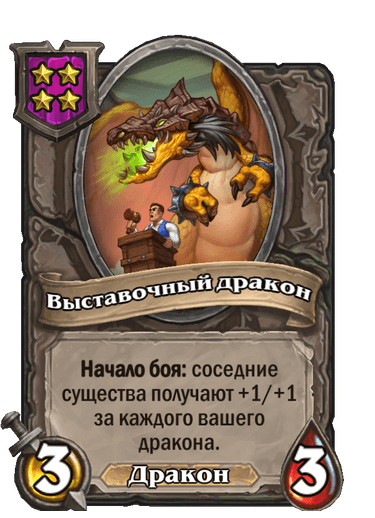 Выставочный дракон
Начало боя: соседние
существа получают +1/+1
за каждого вашего
дракона.
3
Дракон
3